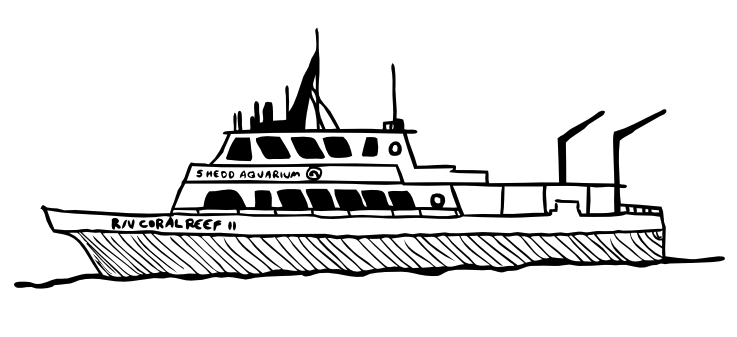 SHEDD AQUARIUM
R/V CORAL REEF II